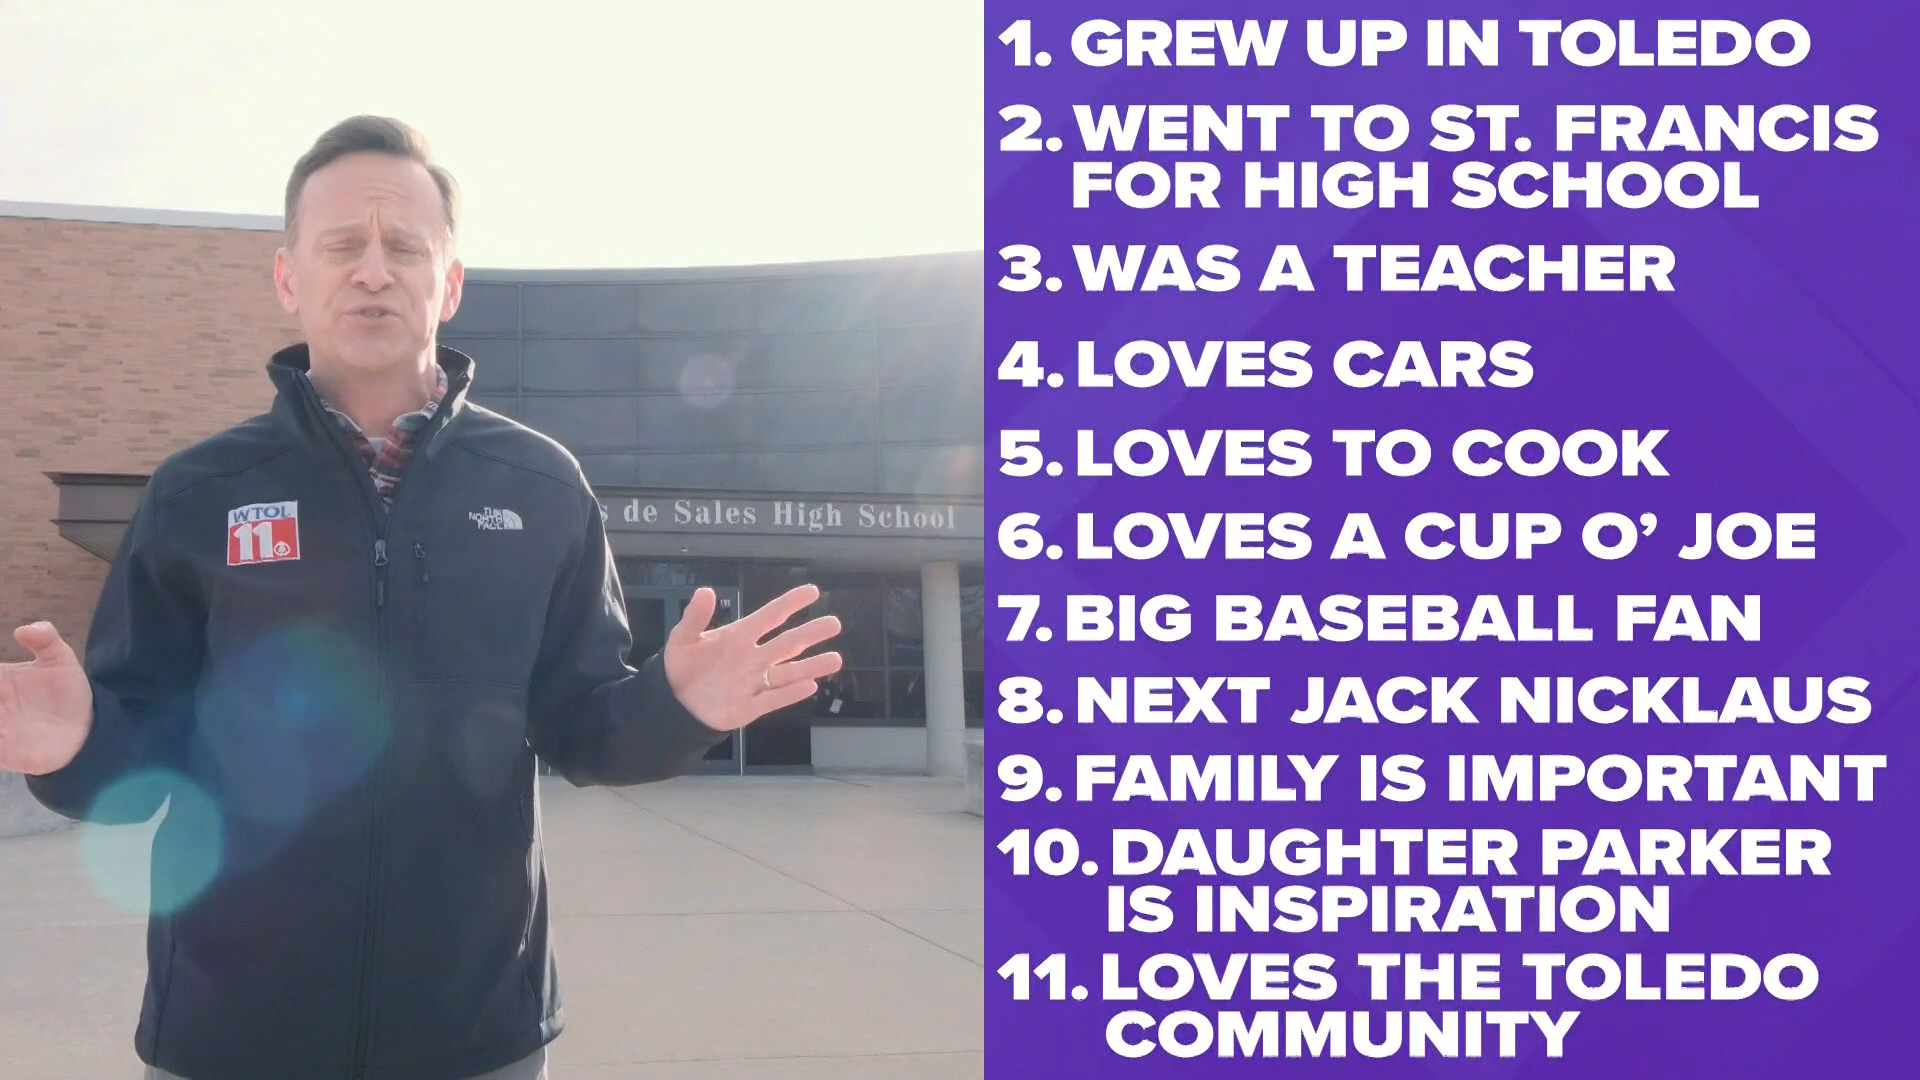 1. GREW UP IN TOLEDO
2. WENT TO ST. FRANCIS
FOR HIGH SCHOOL
3. WAS A TEACHER
4. LOVES CARS
5. LOVES TO COOK
6. LOVES A CUP O’ JOE
7. BIG BASEBALL FAN
8. NEXT JACK NICKLAUS
9. FAMILY IS IMPORTANT
10. DAUGHTER PARKER
IS INSPIRATION
11. LOVES THE TOLEDO
COMMUNITY
s de Sales High School
WTOL
11
THE
NORTH
FACE